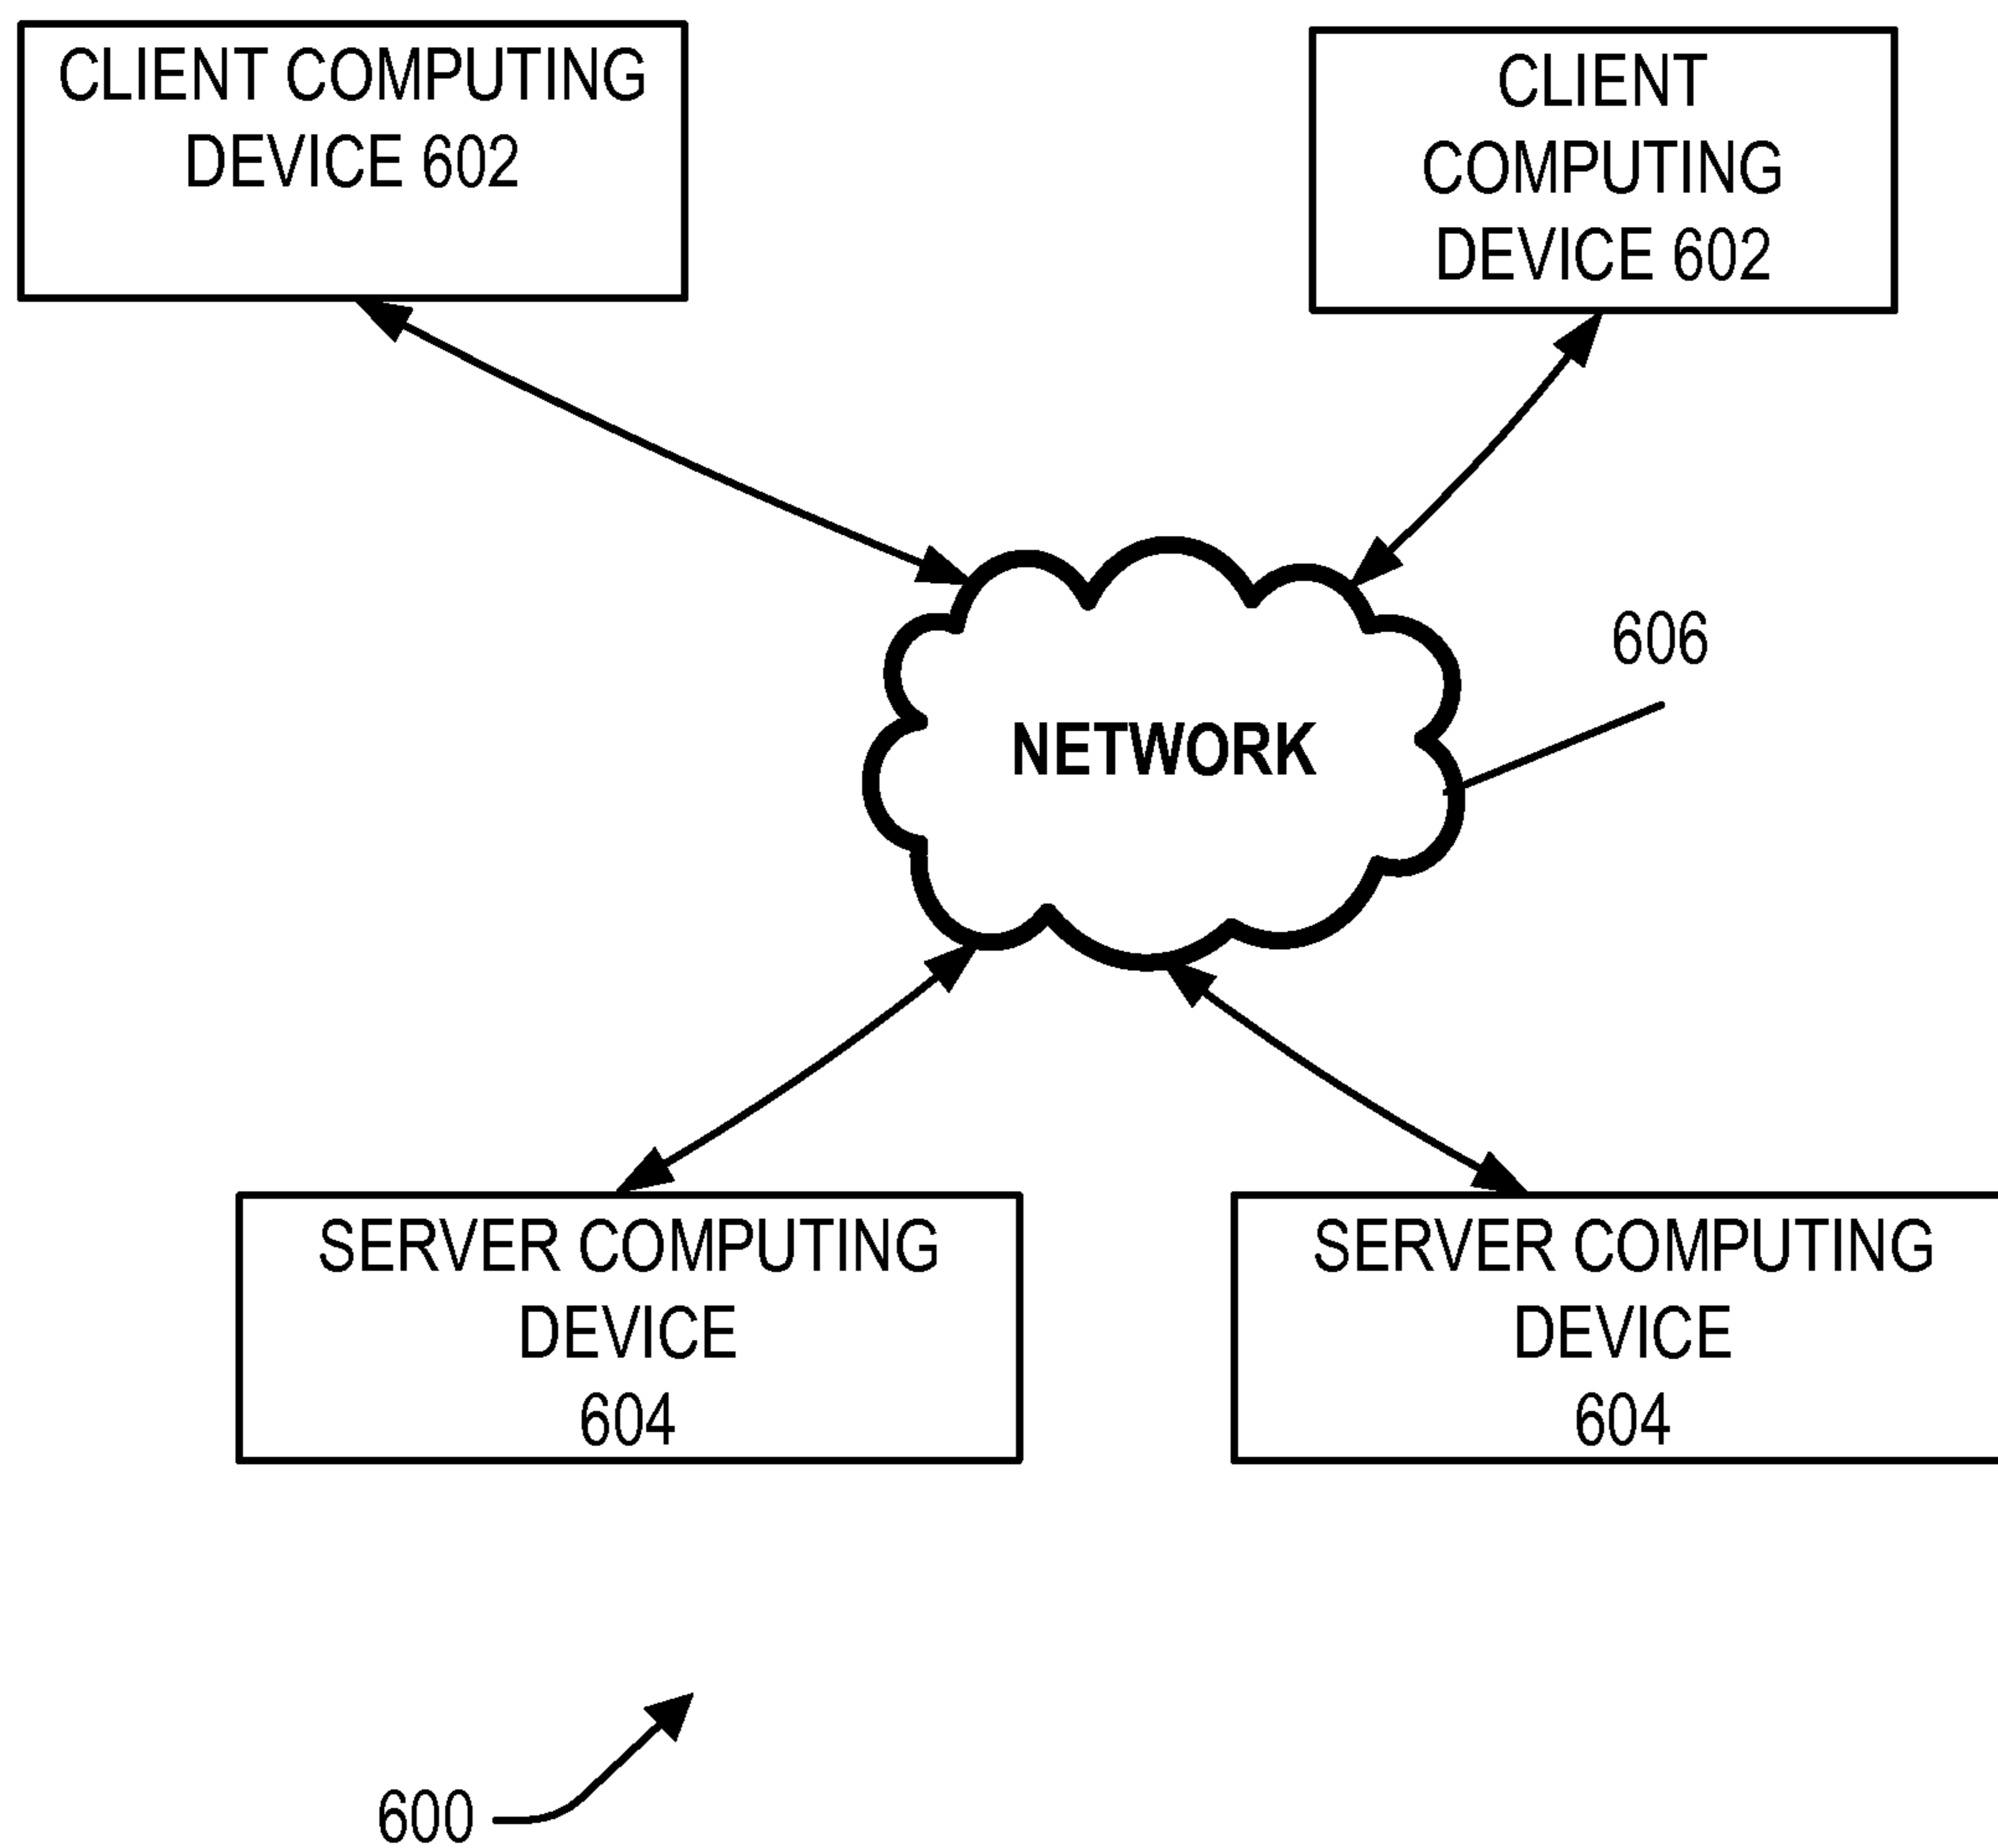 CLIENT COMPUTING
DEVICE 602
CLIENT
COMPUTING
DEVICE 602
606
NETWORK
SERVER COMPUTING
DEVICE
604
SERVER COMPUTING
DEVICE
604
600